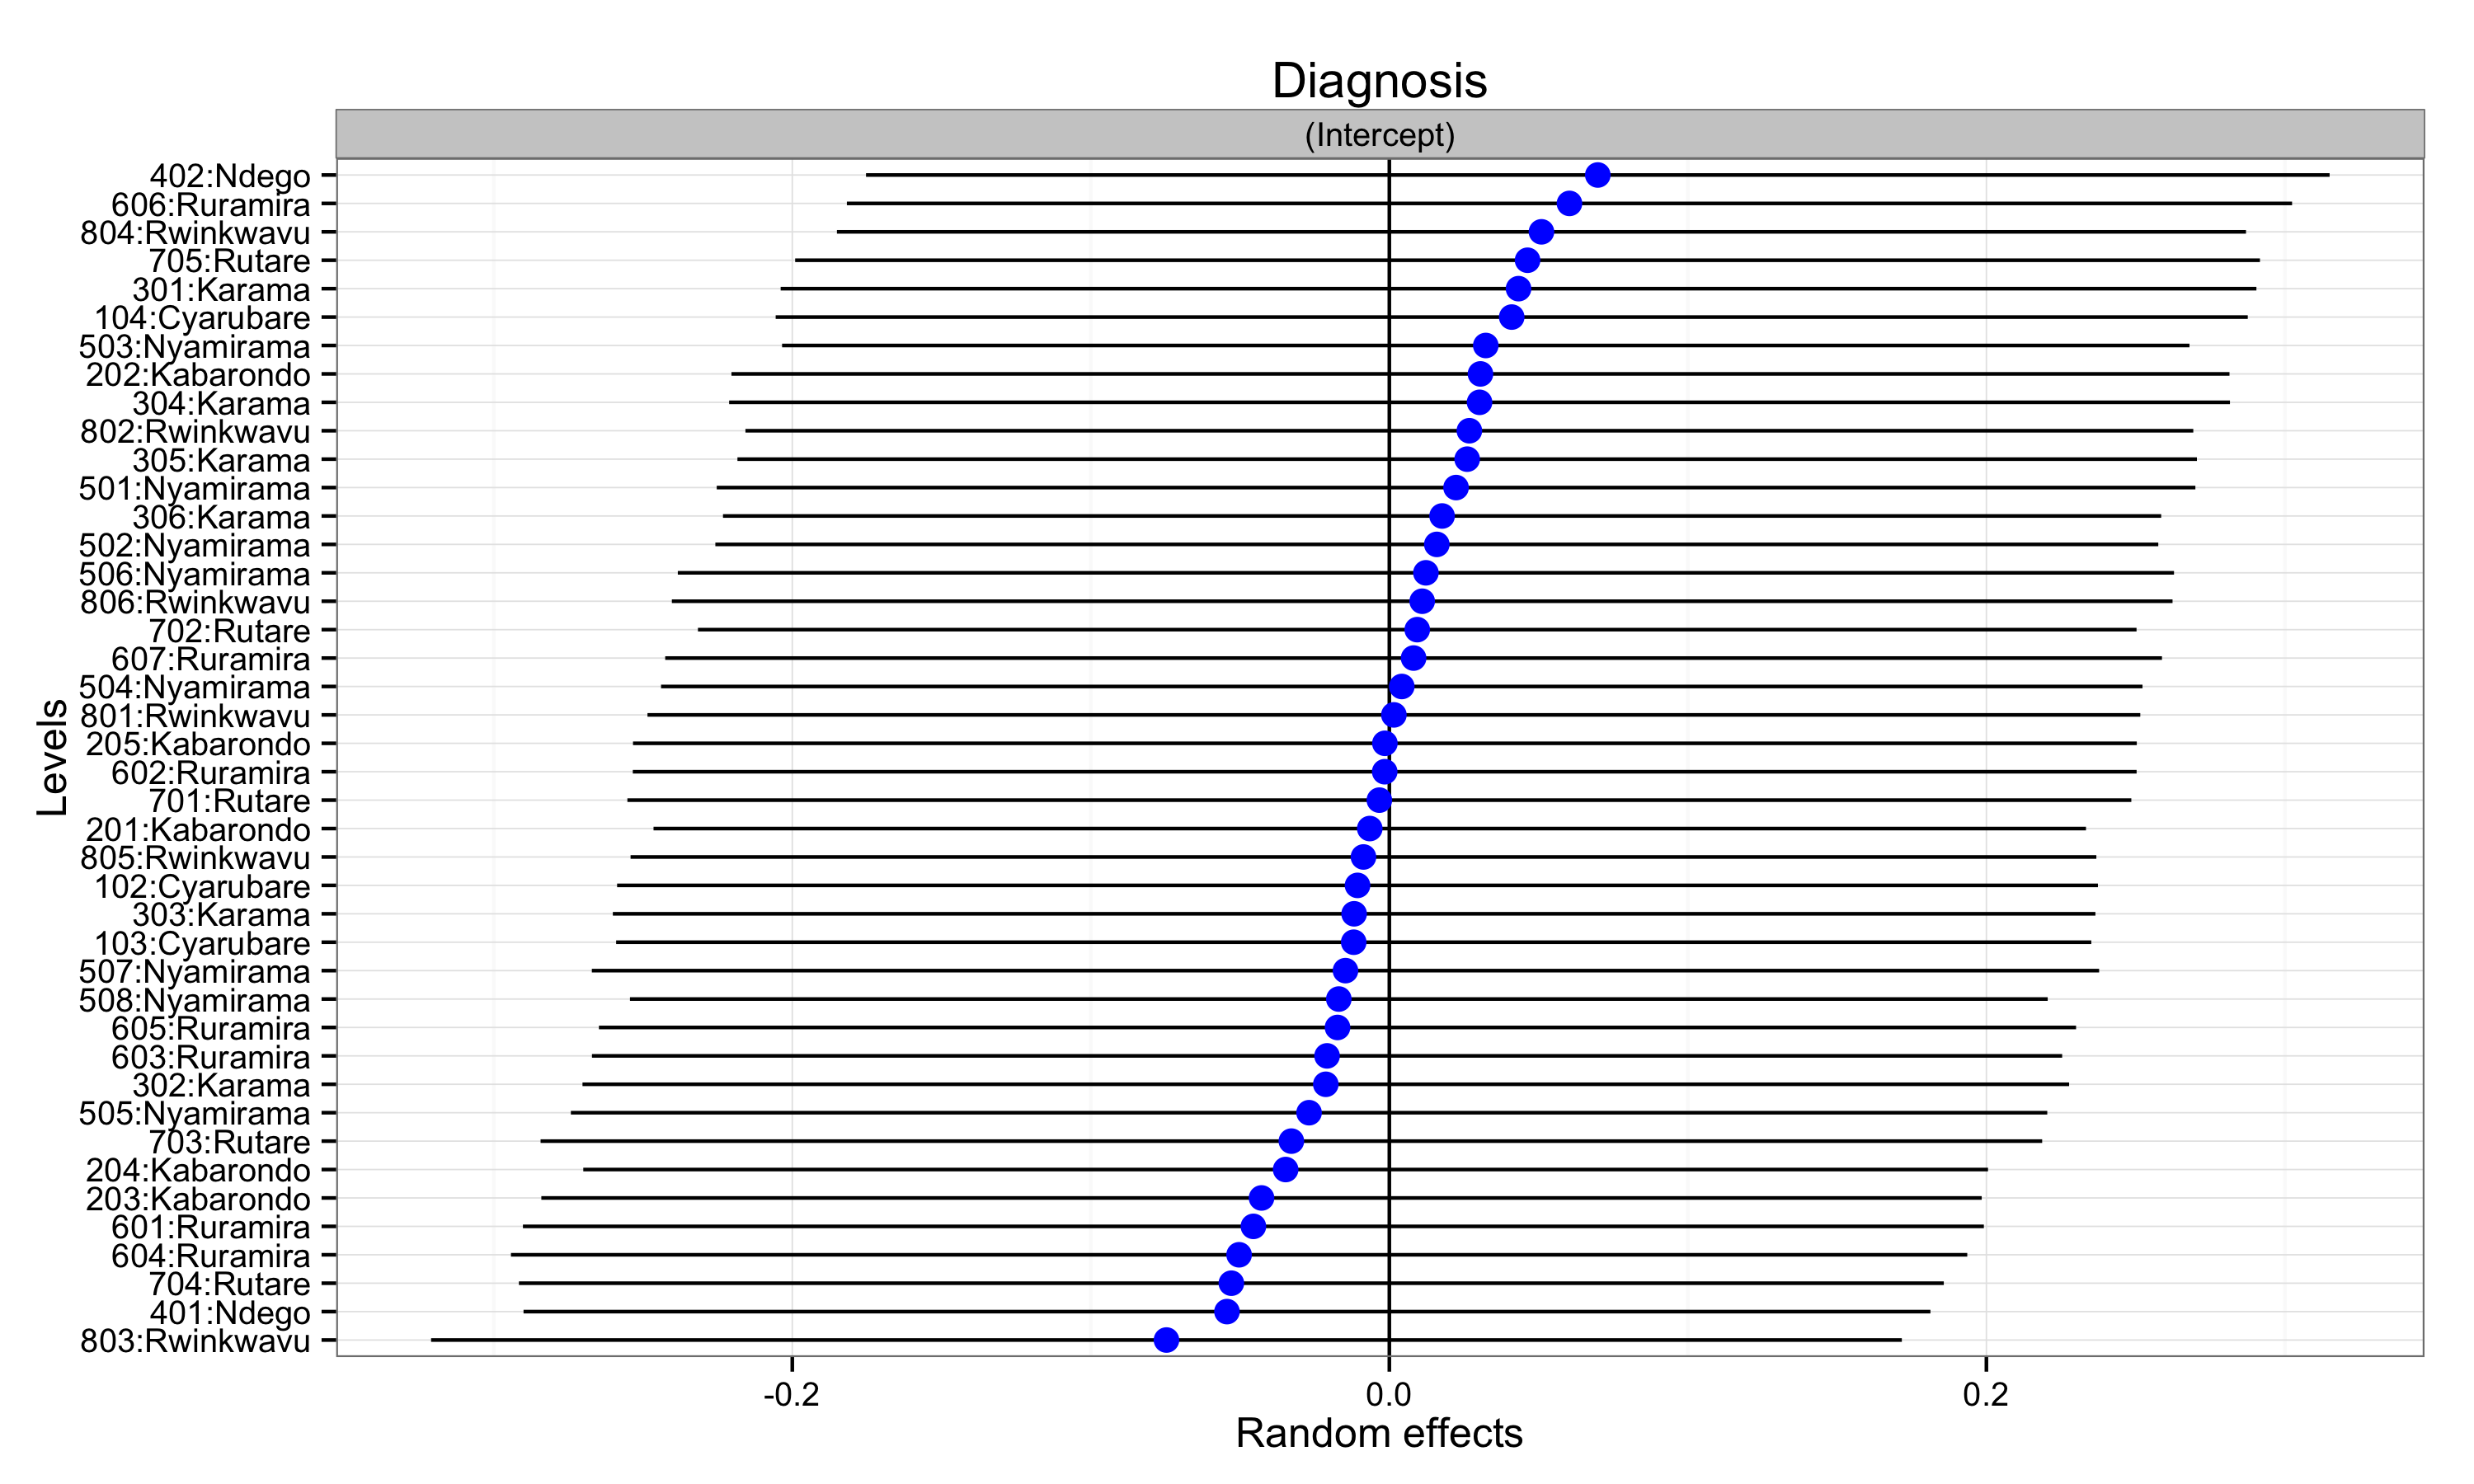 Diagnosis
(Intercept)
402:Ndego
606:Ruramira
804:Rwinkwavu
705:Rutare
301:Karama
104:Cyarubare
503:Nyamirama
202:Kabarondo
304:Karama
802:Rwinkwavu
305:Karama
501:Nyamirama
306:Karama
502:Nyamirama
506:Nyamirama
806:Rwinkwavu
702:Rutare
607:Ruramira
504:Nyamirama
801:Rwinkwavu
205:Kabarondo
602:Ruramira
701:Rutare
201:Kabarondo
805:Rwinkwavu
102:Cyarubare
303:Karama
103:Cyarubare
507:Nyamirama
508:Nyamirama
605:Ruramira
603:Ruramira
302:Karama
505:Nyamirama
703:Rutare
204:Kabarondo
203:Kabarondo
601:Ruramira
604:Ruramira
704:Rutare
401:Ndego
803:Rwinkwavu
Levels
-0.2 0.0 0.2
Random effects